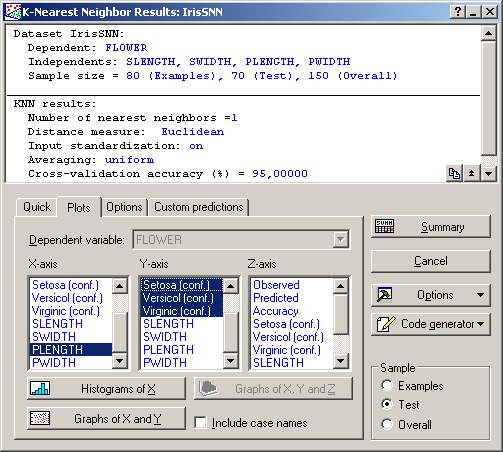 K-Nearest Neighbor Results: IrisSNN
Dataset IrisSNN:
Dependent: FLOWER
Independents: SLENGTH, SWIDTH, PLENGTH, PWIDTH
Sample size = 80 (Examples), 70 (Test), 150 (Overall)
KNN results:
Number of nearest neighbors =1
Distance measure: Euclidean
Input standardization: on
Averaging: uniform
Cross-validation accuracy (%) = 95,00000
Quick Plots Options Custom predictions
Dependent variable: FLOWER
X-axis Y-axis Z-axis
Setosa (conf.) Setosa (conf.) Observed
Versicol (conf.) Versicol (conf.) Predicted
Virginic (conf.) Virginic (conf.) Accuracy
SLENGTH SLENGTH Setosa (conf.)
SWIDTH SWIDTH Versicol (conf.)
PLENGTH PLENGTH Virginic (conf.)
PWIDTH PWIDTH SLENGTH
Histograms of X Graphs of X, Y and Z
Graphs of X and Y Include case names
SUMM Summary
Cancel
Options
Code generator
Sample
Examples
Test
Overall